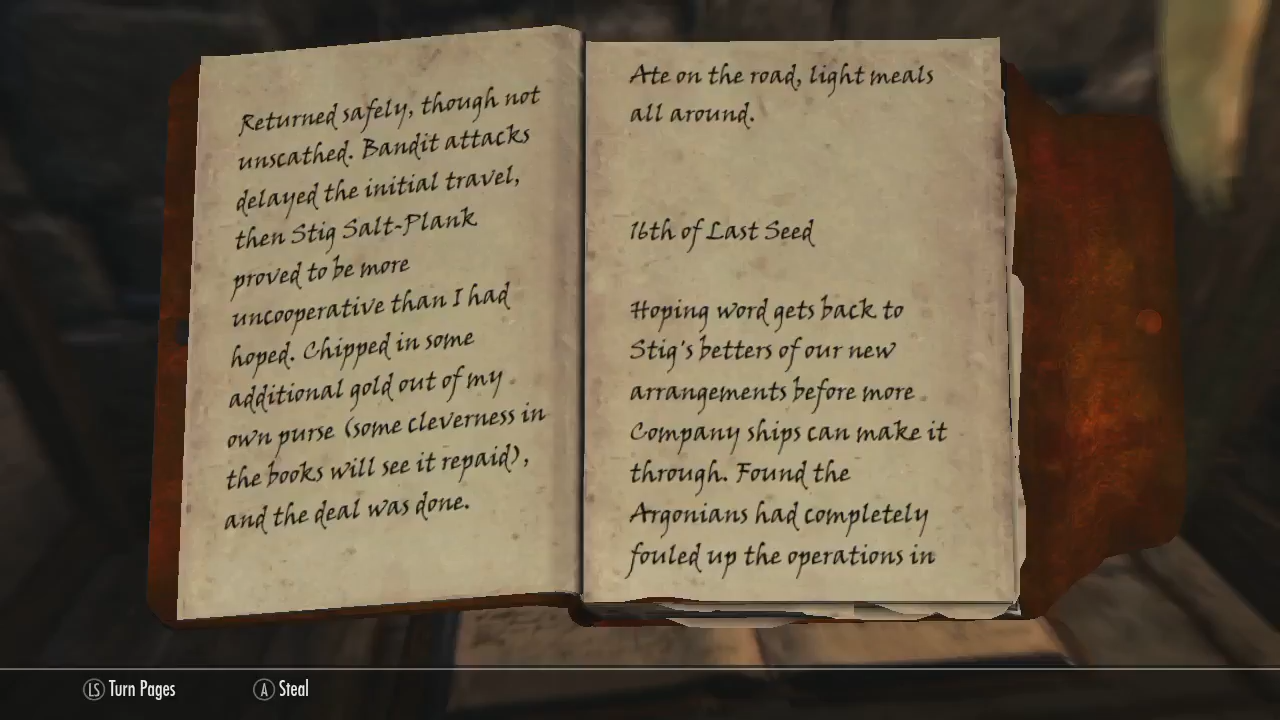 Returned safely, though not
unscathed. Bandit attacks
delayed the initial travel,
then Stig Salt-Plank
proved to be more
uncooperative than I had
hoped. Chipped in some
additional gold out of my
own purse (some cleverness in
the books will see it repaid),
and the deal was done.
Ate on the road, light meals
all around.
16th of Last Seed
Hoping word gets back to
Stig's betters of our new
arrangements before more
Company ships can make it
through. Found the
Argonians had completely
fouled up the operations in
LS Turn Pages
A Steal